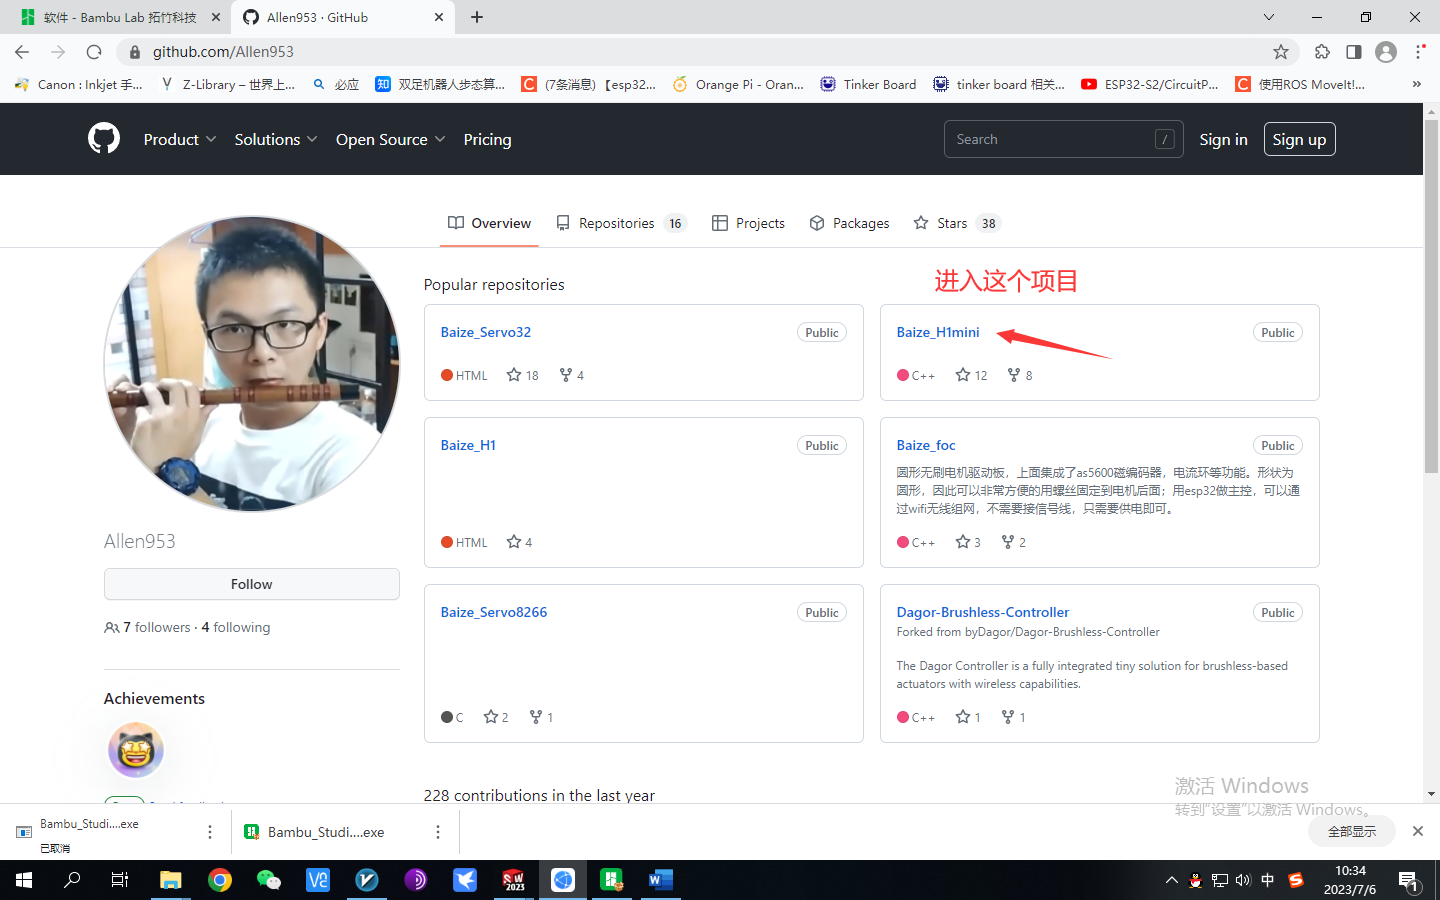 软件 - Bambu Lab 拓竹科技
Allen953 · GitHub
github.com/Allen953
Canon : Inkjet 手...
Z-Library – 世界上...
必应
双足机器人步态算...
(7条消息) 【esp32...
Orange Pi - Oran...
Tinker Board
tinker board 相关...
ESP32-S2/CircuitP...
使用ROS MoveIt!...
Product
Solutions
Open Source
Pricing
Search
/
Sign in
Sign up
Overview
Repositories 16
Projects
Packages
Stars 38
Popular repositories
进入这个项目
Baize_Servo32
Public
HTML 18 4
Baize_H1mini
Public
C++ 12 8
Baize_H1
Public
HTML 4
Baize_foc
Public
圆形无刷电机驱动板，上面集成了as5600磁编码器，电流环等功能。形状为
圆形，因此可以非常方便的用螺丝固定到电机后面；用esp32做主控，可以通
过wifi无线组网，不需要接信号线，只需要供电即可。
C++ 3 2
Baize_Servo8266
Public
C 2 1
Dagor-Brushless-Controller
Public
Forked from byDagor/Dagor-Brushless-Controller
The Dagor Controller is a fully integrated tiny solution for brushless-based
actuators with wireless capabilities.
C++ 1 1
Allen953
Follow
7 followers · 4 following
Achievements
228 contributions in the last year
激活 Windows
转到"设置"以激活 Windows。
Bambu_Studi....exe
已取消
Bambu_Studi....exe
全部显示
SW
2023
中
10:34
2023/7/6
1